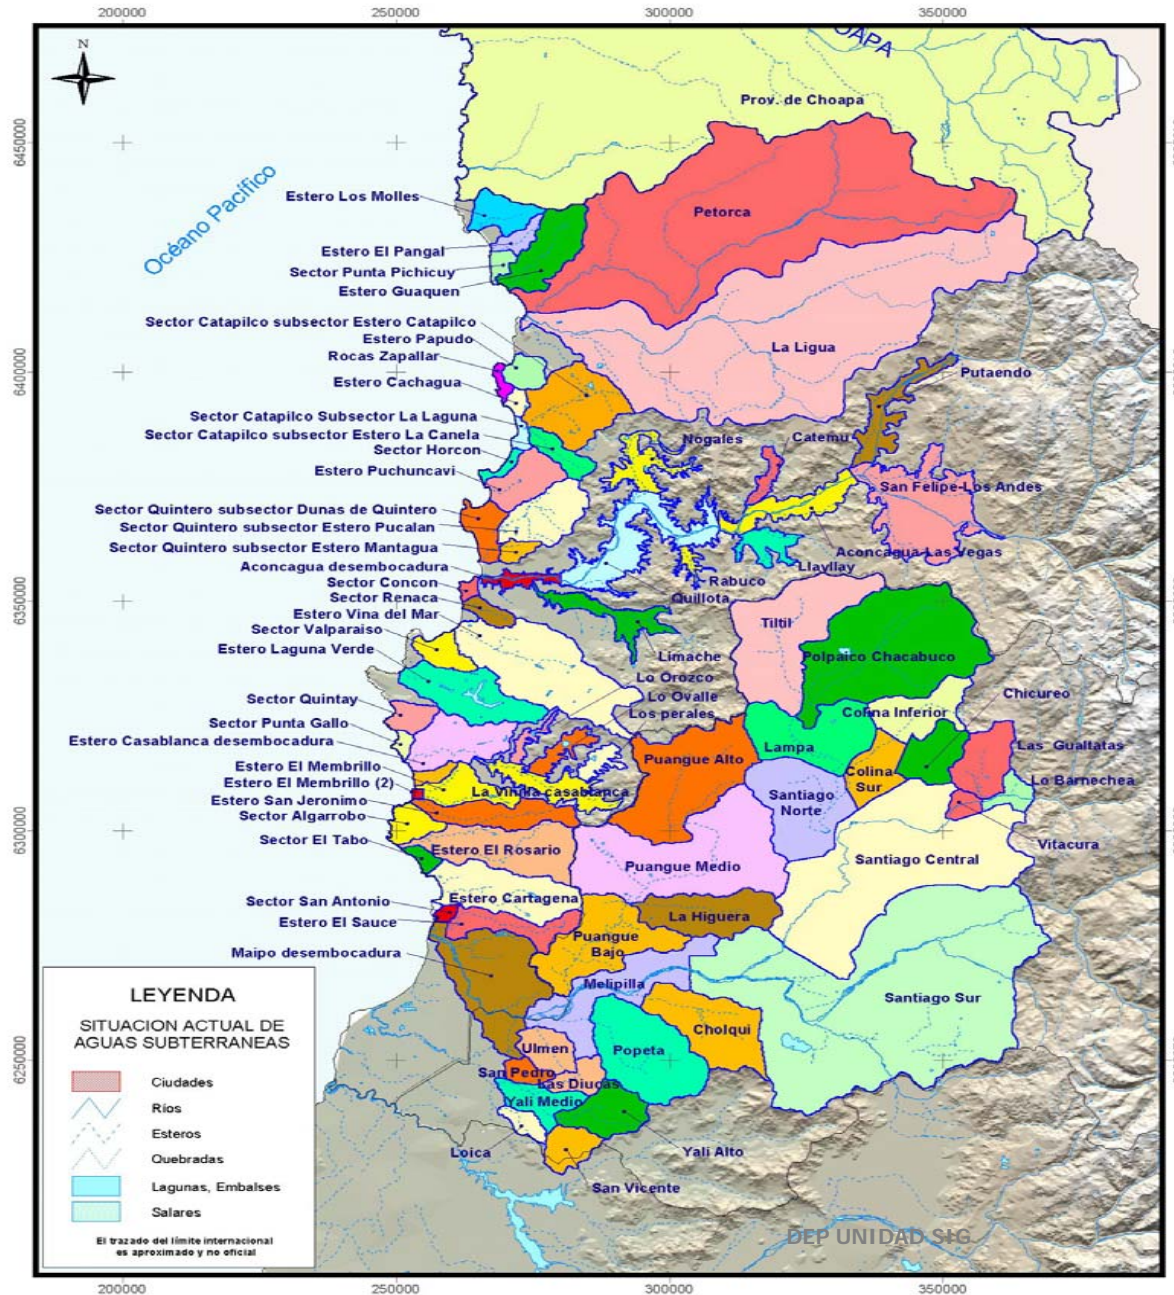 200000 250000 300000 350000
N
CHOAPA
Prov. de Choapa
6450000
Océano Pacífico
Estero Los Molles
Petorca
Estero El Pangal
Sector Punta Pichicuy
Estero Guaquen
Sector Catapilco subsector Estero Catapilco
Estero Papudo
La Ligua
Rocas Zapallar
6400000
Putaendo
Estero Cachagua
Sector Catapilco Subsector La Laguna
Sector Catapilco subsector Estero La Canela
Nogales
Catemu
Sector Horcon
Estero Puchuncavi
San Felipe-Los Andes
Sector Quintero subsector Dunas de Quintero
Sector Quintero subsector Estero Pucalan
Sector Quintero subsector Estero Mantagua
Aconcagua-Las Vegas
Aconcagua desembocadura
Llayllay
Sector Concon
Rabuco
Sector Renaca
Quillota
6350000
Estero Vina del Mar
Sector Valparaiso
Tiltil
Estero Laguna Verde
Limache
Polpaico Chacabuco
Lo Orozco
Sector Quintay
Lo Ovalle
Chicureo
Sector Punta Gallo
Los perales
Colina Inferior
Estero Casablanca desembocadura
Lampa
Las Gualtatas
Estero El Membrillo
Puangue Alto
Estero El Membrillo (2)
La Vinilla casablanca
Colina
Sur
Lo Barnechea
Estero San Jeronimo
Santiago
Norte
Sector Algarrobo
6300000
Sector El Tabo
Estero El Rosario
Vitacura
Puangue Medio
Santiago Central
Sector San Antonio
Estero Cartagena
Estero El Sauce
La Higuera
Maipo desembocadura
Puangue
Bajo
Melipilla
Santiago Sur
Cholqui
Ulmen
Popeta
6250000
San Pedro
Las Diucas
Yali Medio
Loica
Yali Alto
San Vicente
LEYENDA
SITUACION ACTUAL DE
AGUAS SUBTERRANEAS
Ciudades
Ríos
Esteros
Quebradas
Lagunas, Embalses
Salares
El trazado del límite internacional
es aproximado y no oficial
DEP UNIDAD SIG
200000 250000 300000 350000